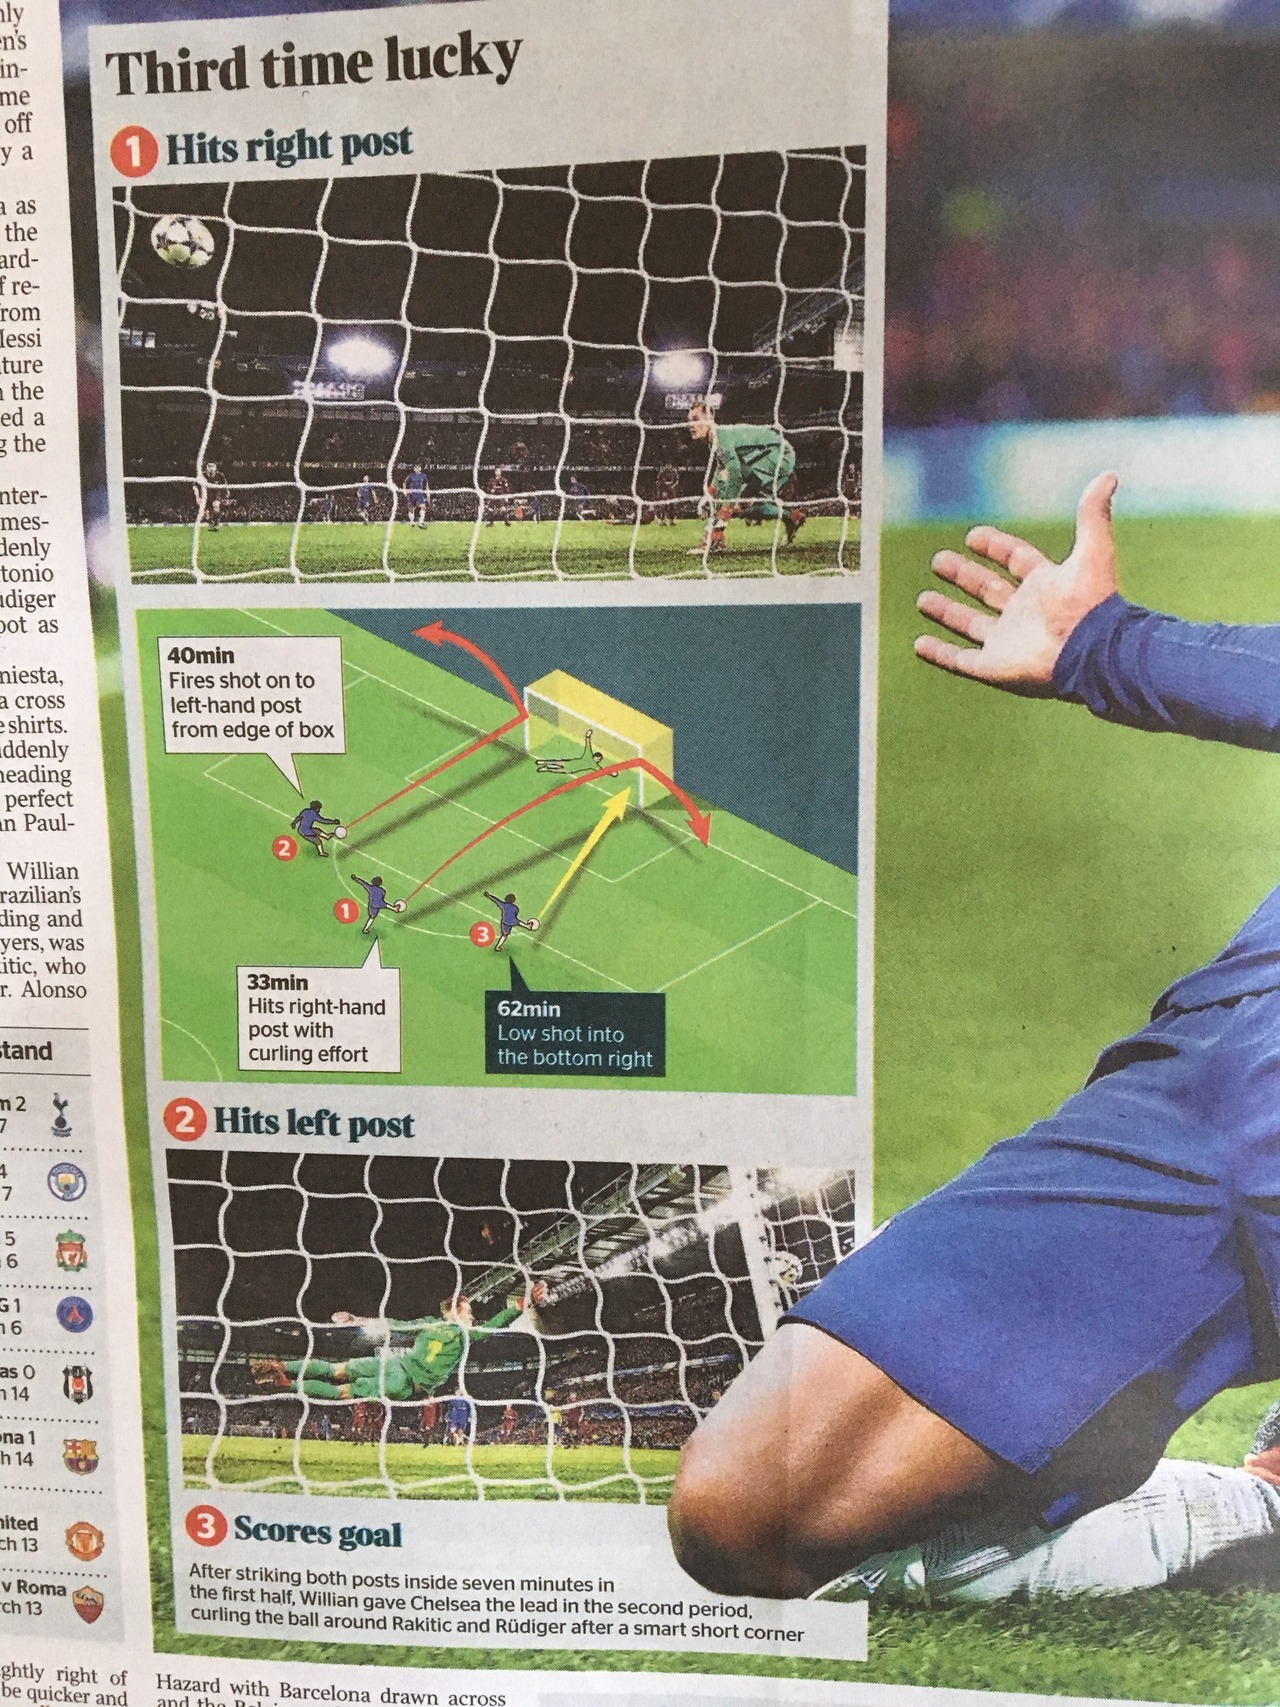 nly
en's
in-
me
off
y a
a as
the
ard-
f re-
from
Messi
ture
n the
ed a
g the
nter-
mes-
denly
tonio
udiger
oot as
niesta,
a cross
e shirts.
uddenly
heading
perfect
an Paul-
Willian
razilian's
ding and
yers, was
itic, who
r. Alonso
stand
m 2
7
4
7
5
6
G 1
h 6
as 0
h 14
ona 1
h 14
nited
ch 13
v Roma
rch 13
ghtly right of
be quicker and
Third time lucky
1 Hits right post
40min
Fires shot on to
left-hand post
from edge of box
2
1
3
33min
Hits right-hand
post with
curling effort
62min
Low shot into
the bottom right
2 Hits left post
3 Scores goal
After striking both posts inside seven minutes in
the first half, Willian gave Chelsea the lead in the second period,
curling the ball around Rakitic and Rüdiger after a smart short corner
Hazard with Barcelona drawn across
and the